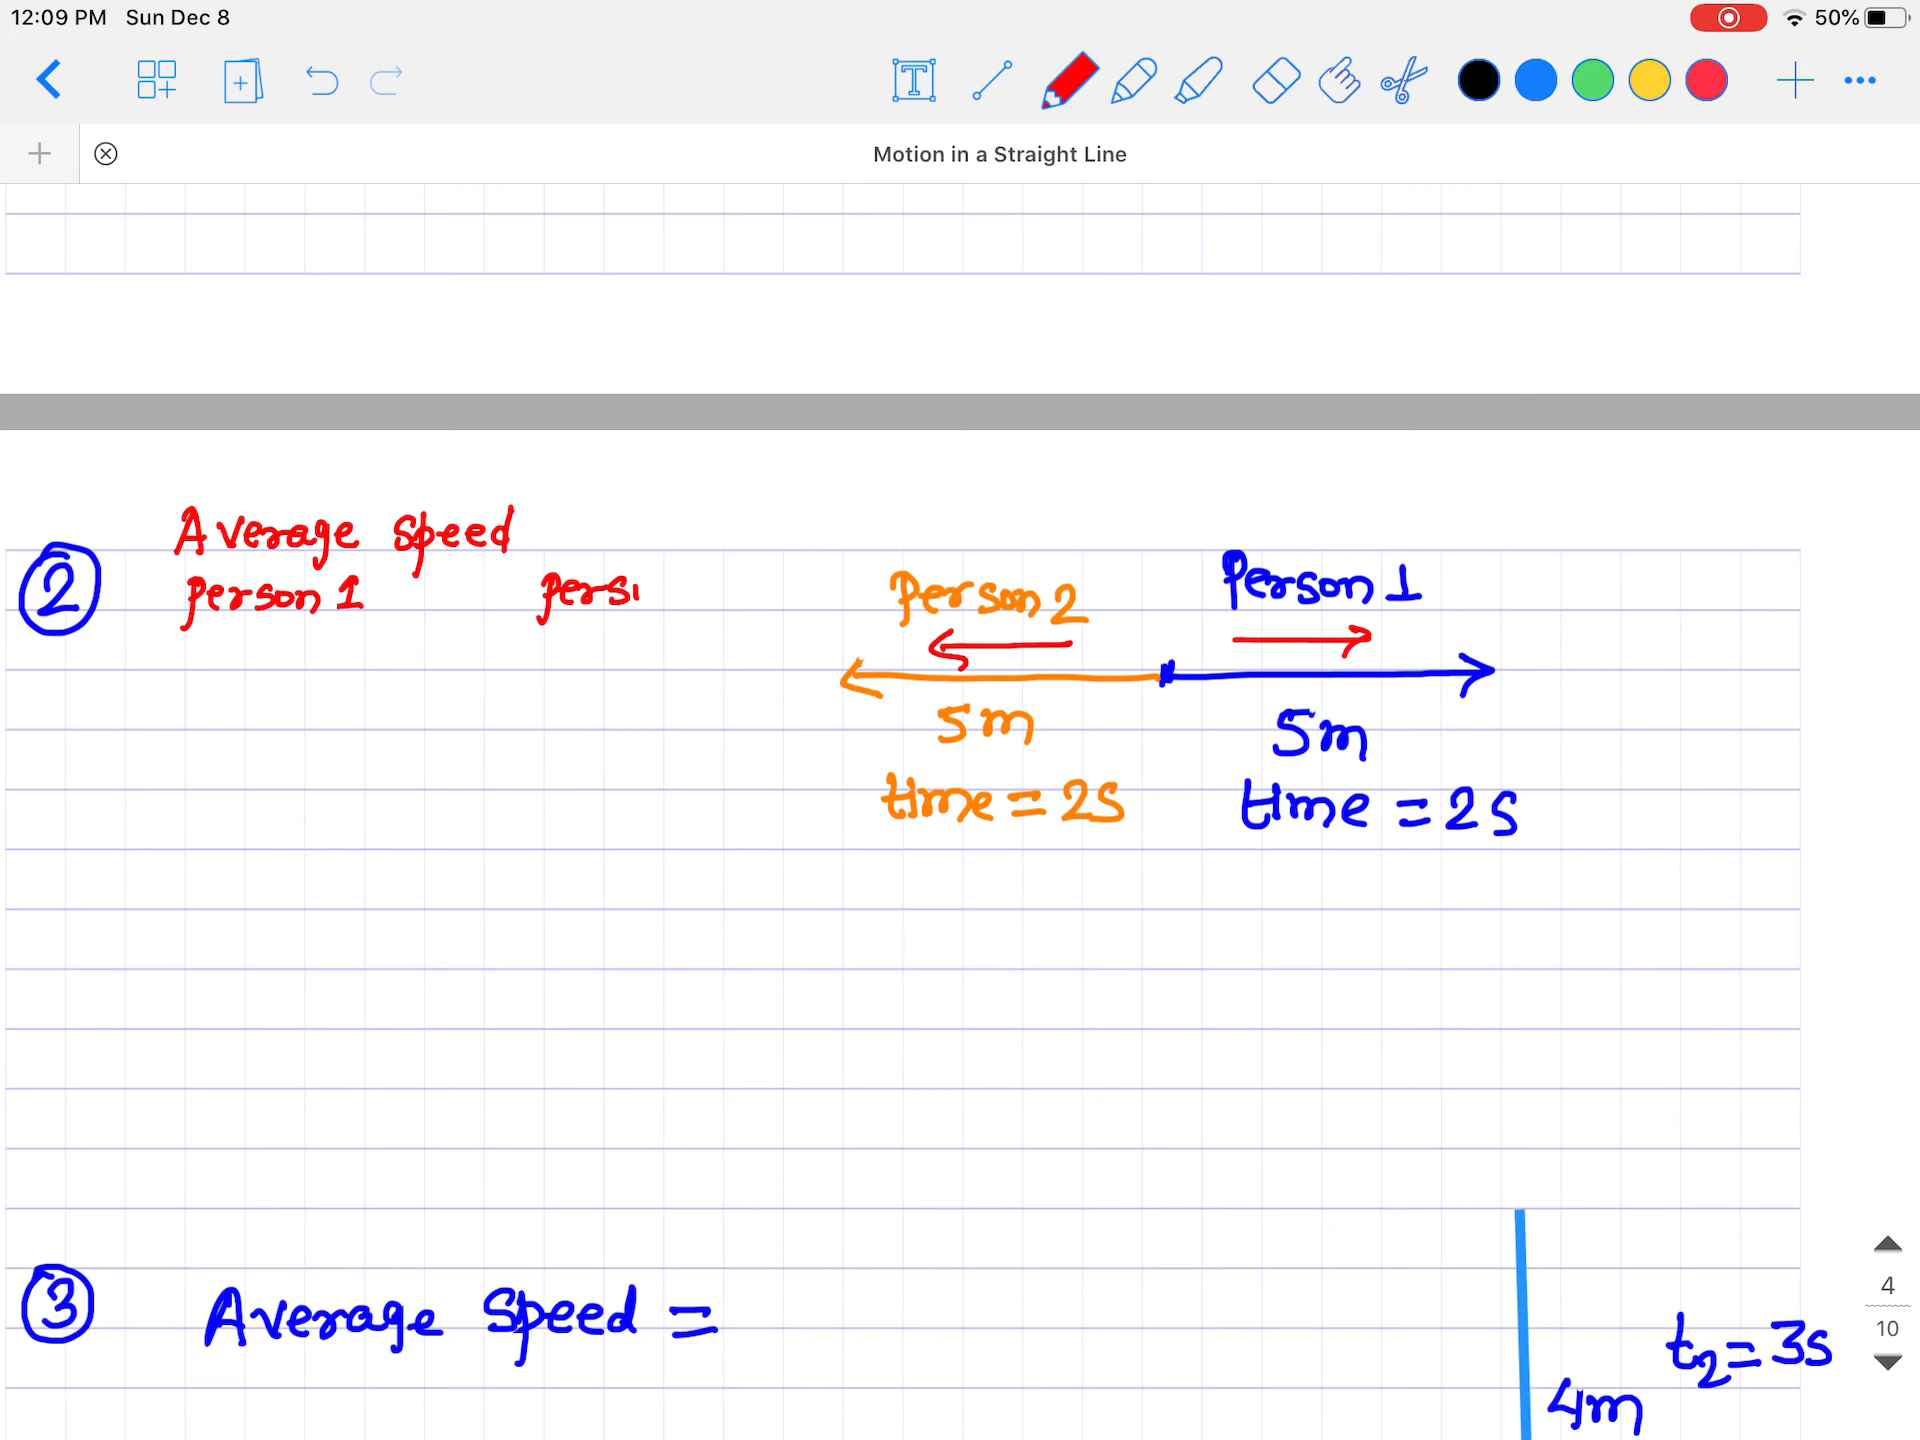 12:09 PM Sun Dec 8
50%
T
Motion in a Straight Line
Average speed
② person 1 persi
person 2 person 1
5m 5m
time = 2s time = 2s
③ Average speed =
t₂ = 3s
4m
4
10